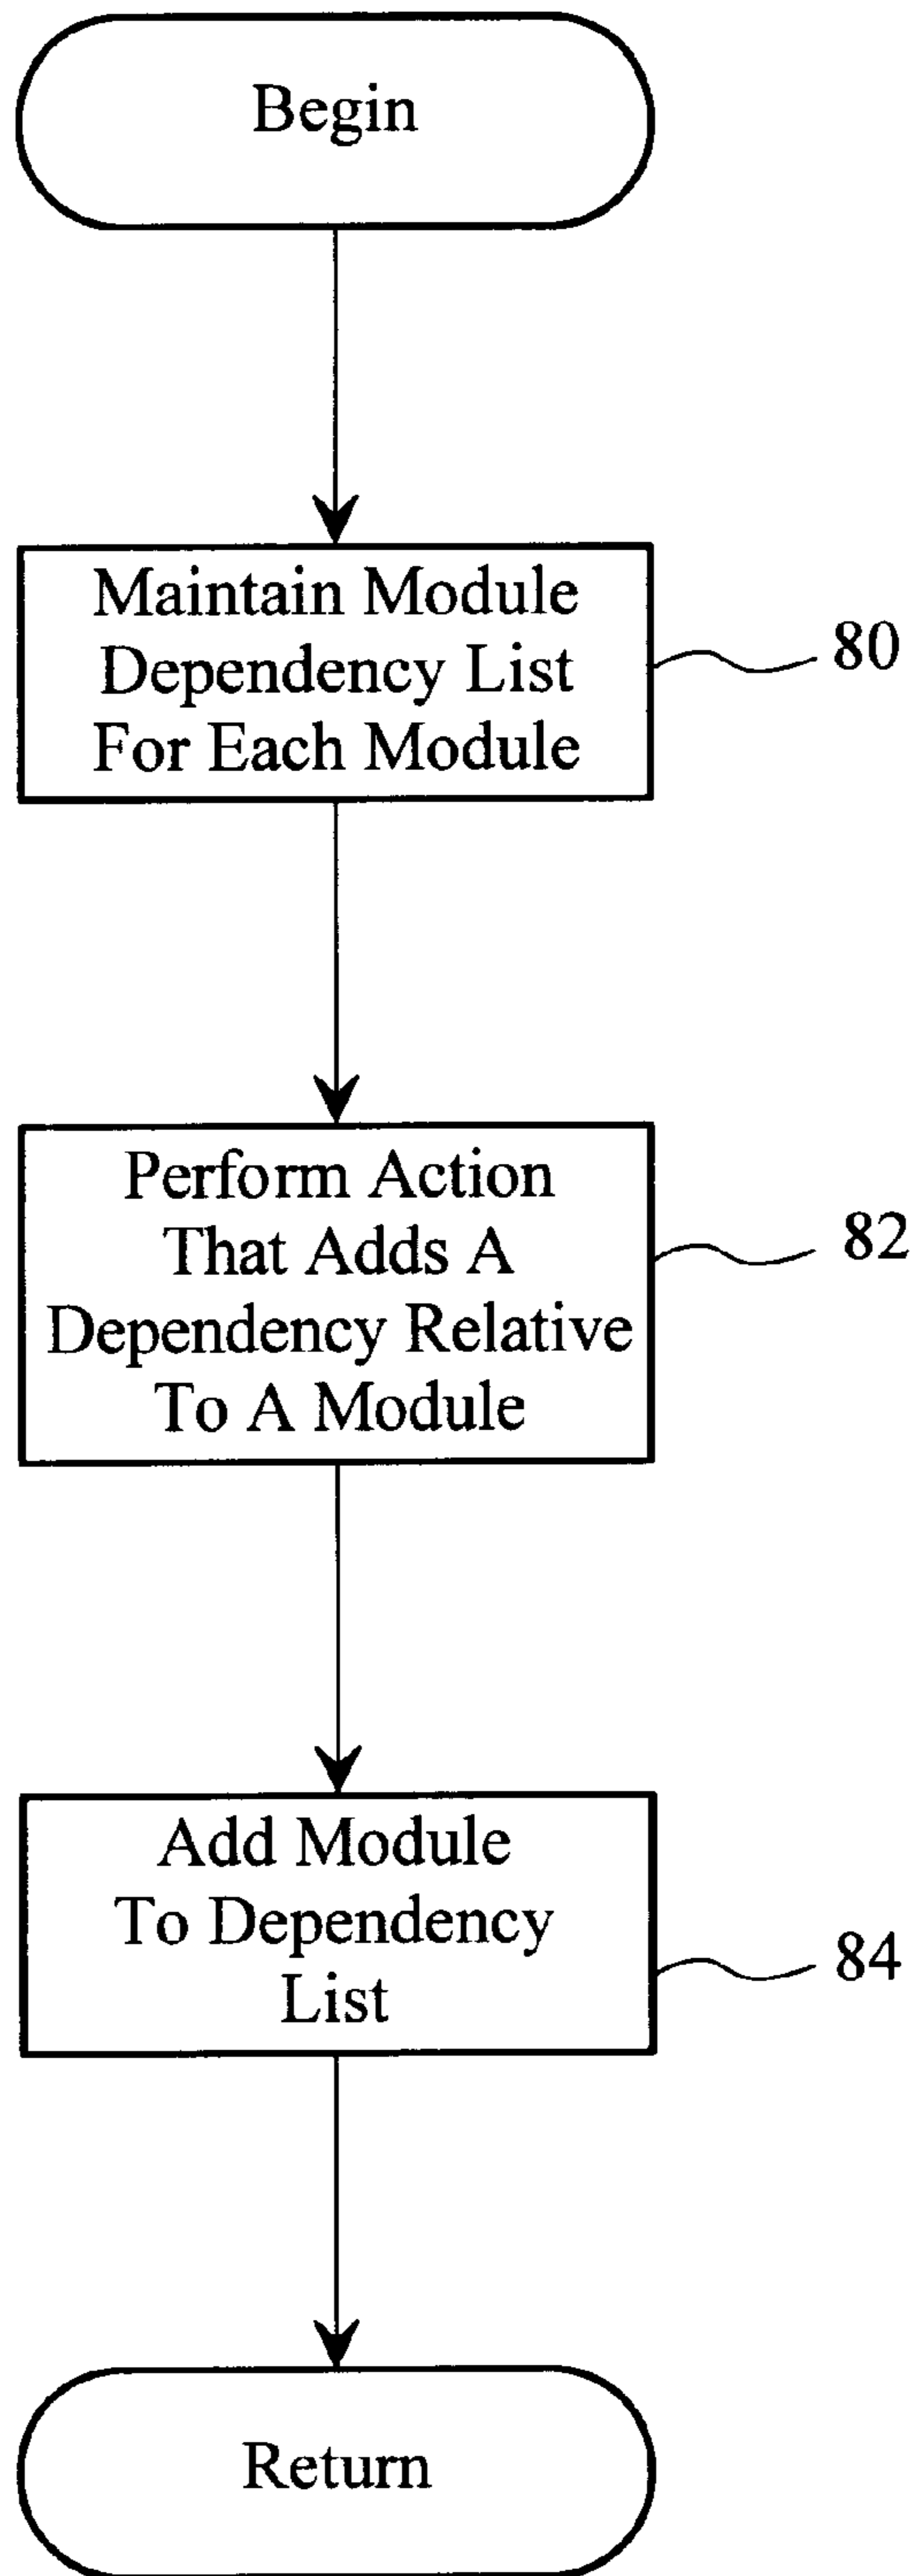 Begin
Maintain Module
Dependency List
For Each Module
80
Perform Action
That Adds A
Dependency Relative
To A Module
82
Add Module
To Dependency
List
84
Return